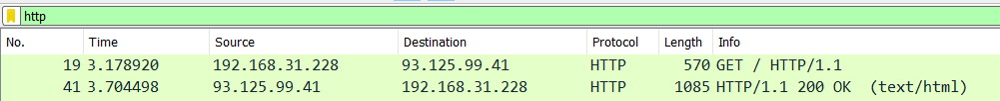 http
No. Time Source Destination Protocol Length Info
19 3.178920 192.168.31.228 93.125.99.41 HTTP 570 GET / HTTP/1.1
41 3.704498 93.125.99.41 192.168.31.228 HTTP 1085 HTTP/1.1 200 OK (text/html)